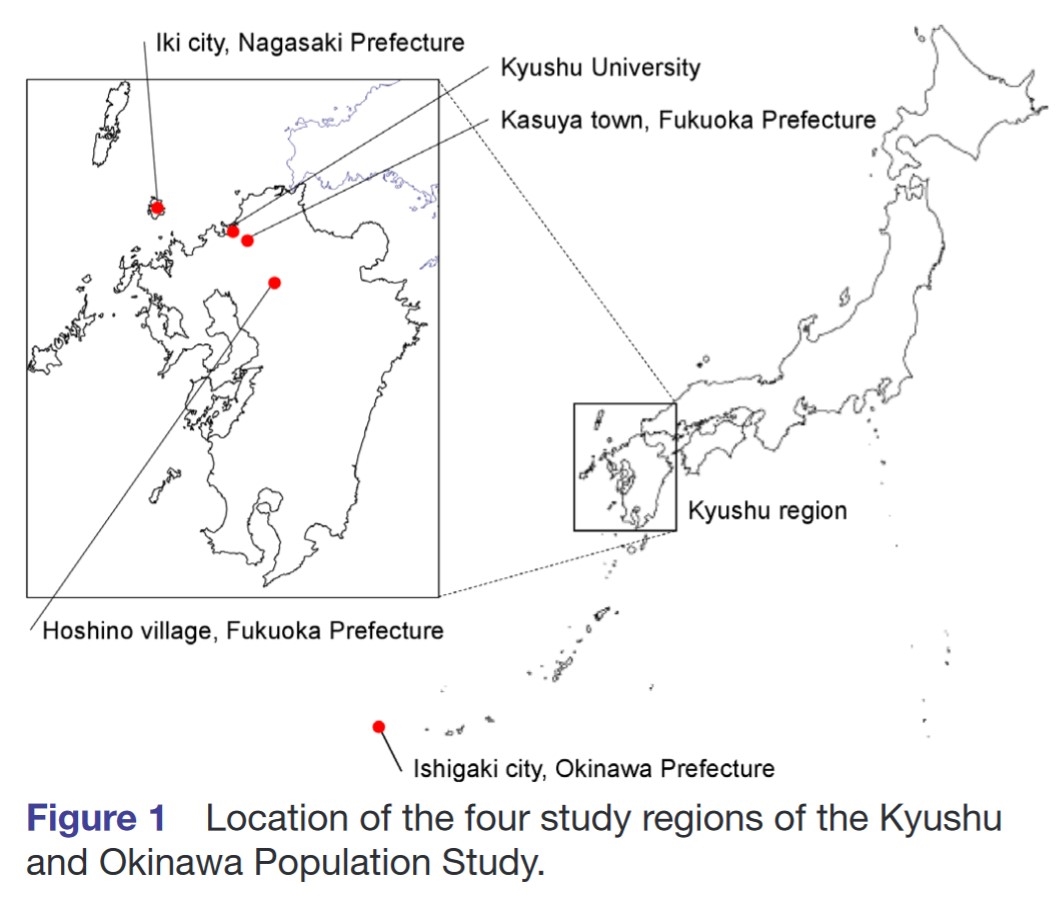 Iki city, Nagasaki Prefecture
Kyushu University
Kasuya town, Fukuoka Prefecture
Kyushu region
Hoshino village, Fukuoka Prefecture
Ishigaki city, Okinawa Prefecture
Figure 1 Location of the four study regions of the Kyushu
and Okinawa Population Study.